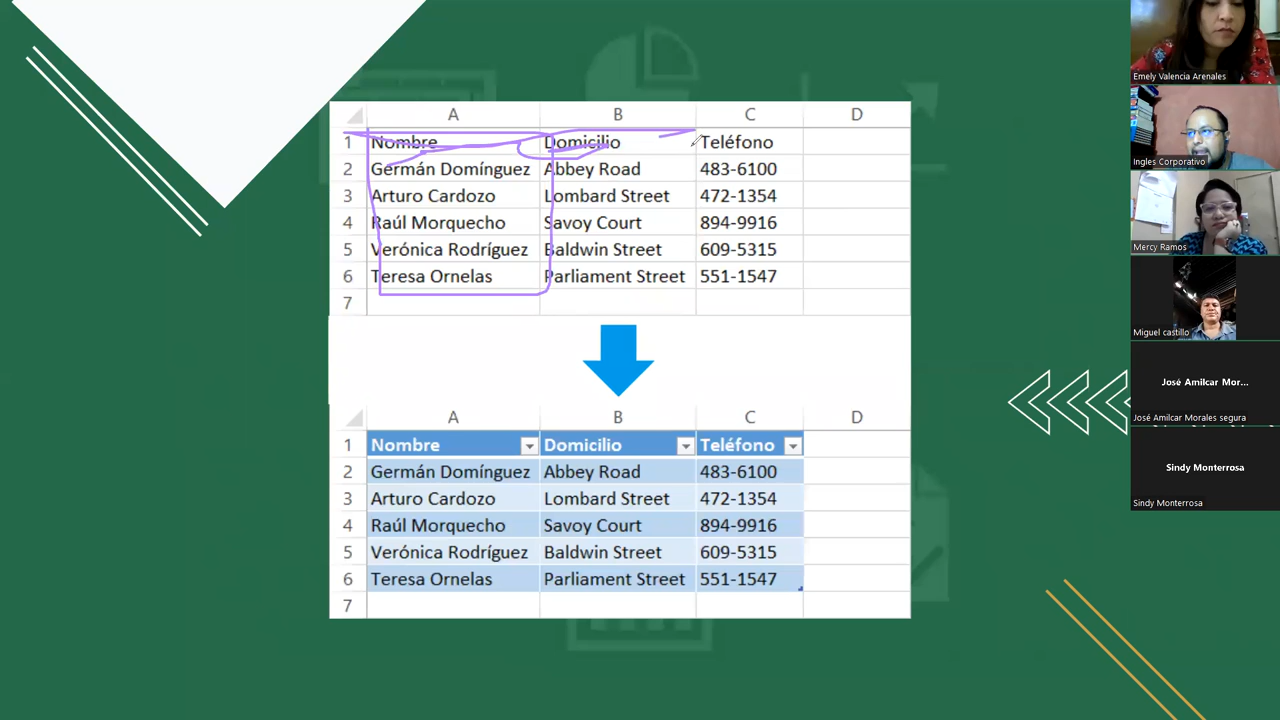 A B C D
1 Nombre Domicilio Teléfono
2 Germán Domínguez Abbey Road 483-6100
3 Arturo Cardozo Lombard Street 472-1354
4 Raúl Morquecho Savoy Court 894-9916
5 Verónica Rodríguez Baldwin Street 609-5315
6 Teresa Ornelas Parliament Street 551-1547
7
A B C D
1 Nombre Domicilio Teléfono
2 Germán Domínguez Abbey Road 483-6100
3 Arturo Cardozo Lombard Street 472-1354
4 Raúl Morquecho Savoy Court 894-9916
5 Verónica Rodríguez Baldwin Street 609-5315
6 Teresa Ornelas Parliament Street 551-1547
7
Emely Valencia Arenales
Ingles Corporativo
Mercy Ramos
Miguel castillo
José Amilcar Mor...
José Amilcar Morales segura
Sindy Monterrosa
Sindy Monterrosa